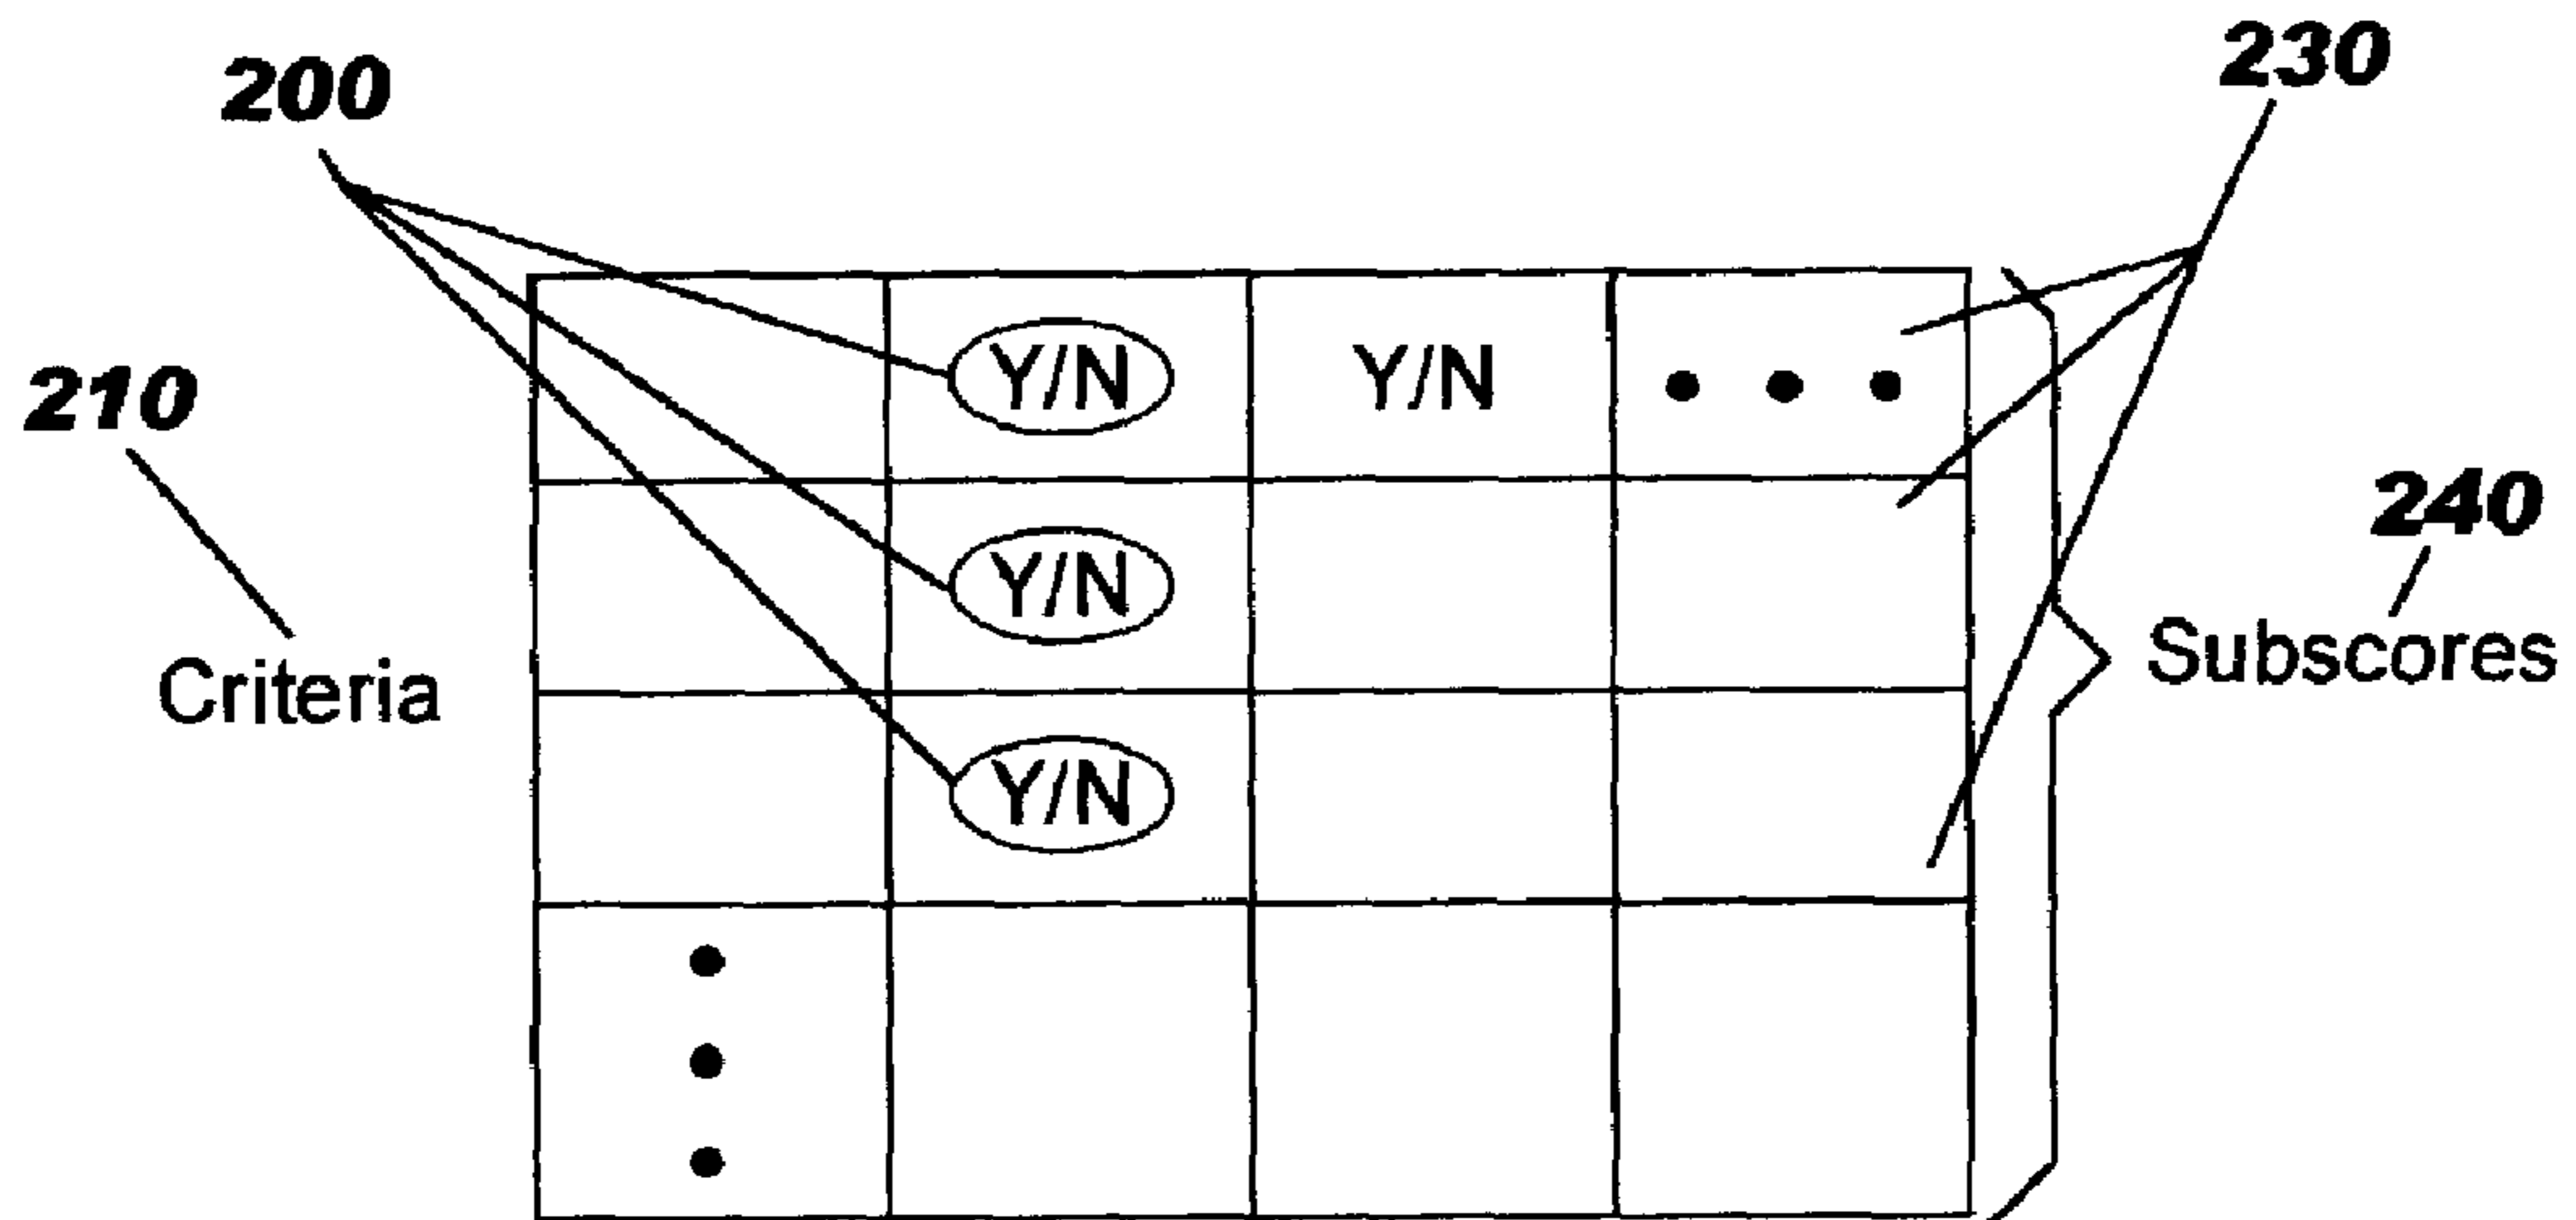 200
230
210
Y/N Y/N • • •
240
Y/N
Criteria
Subscores
Y/N
•
•
•